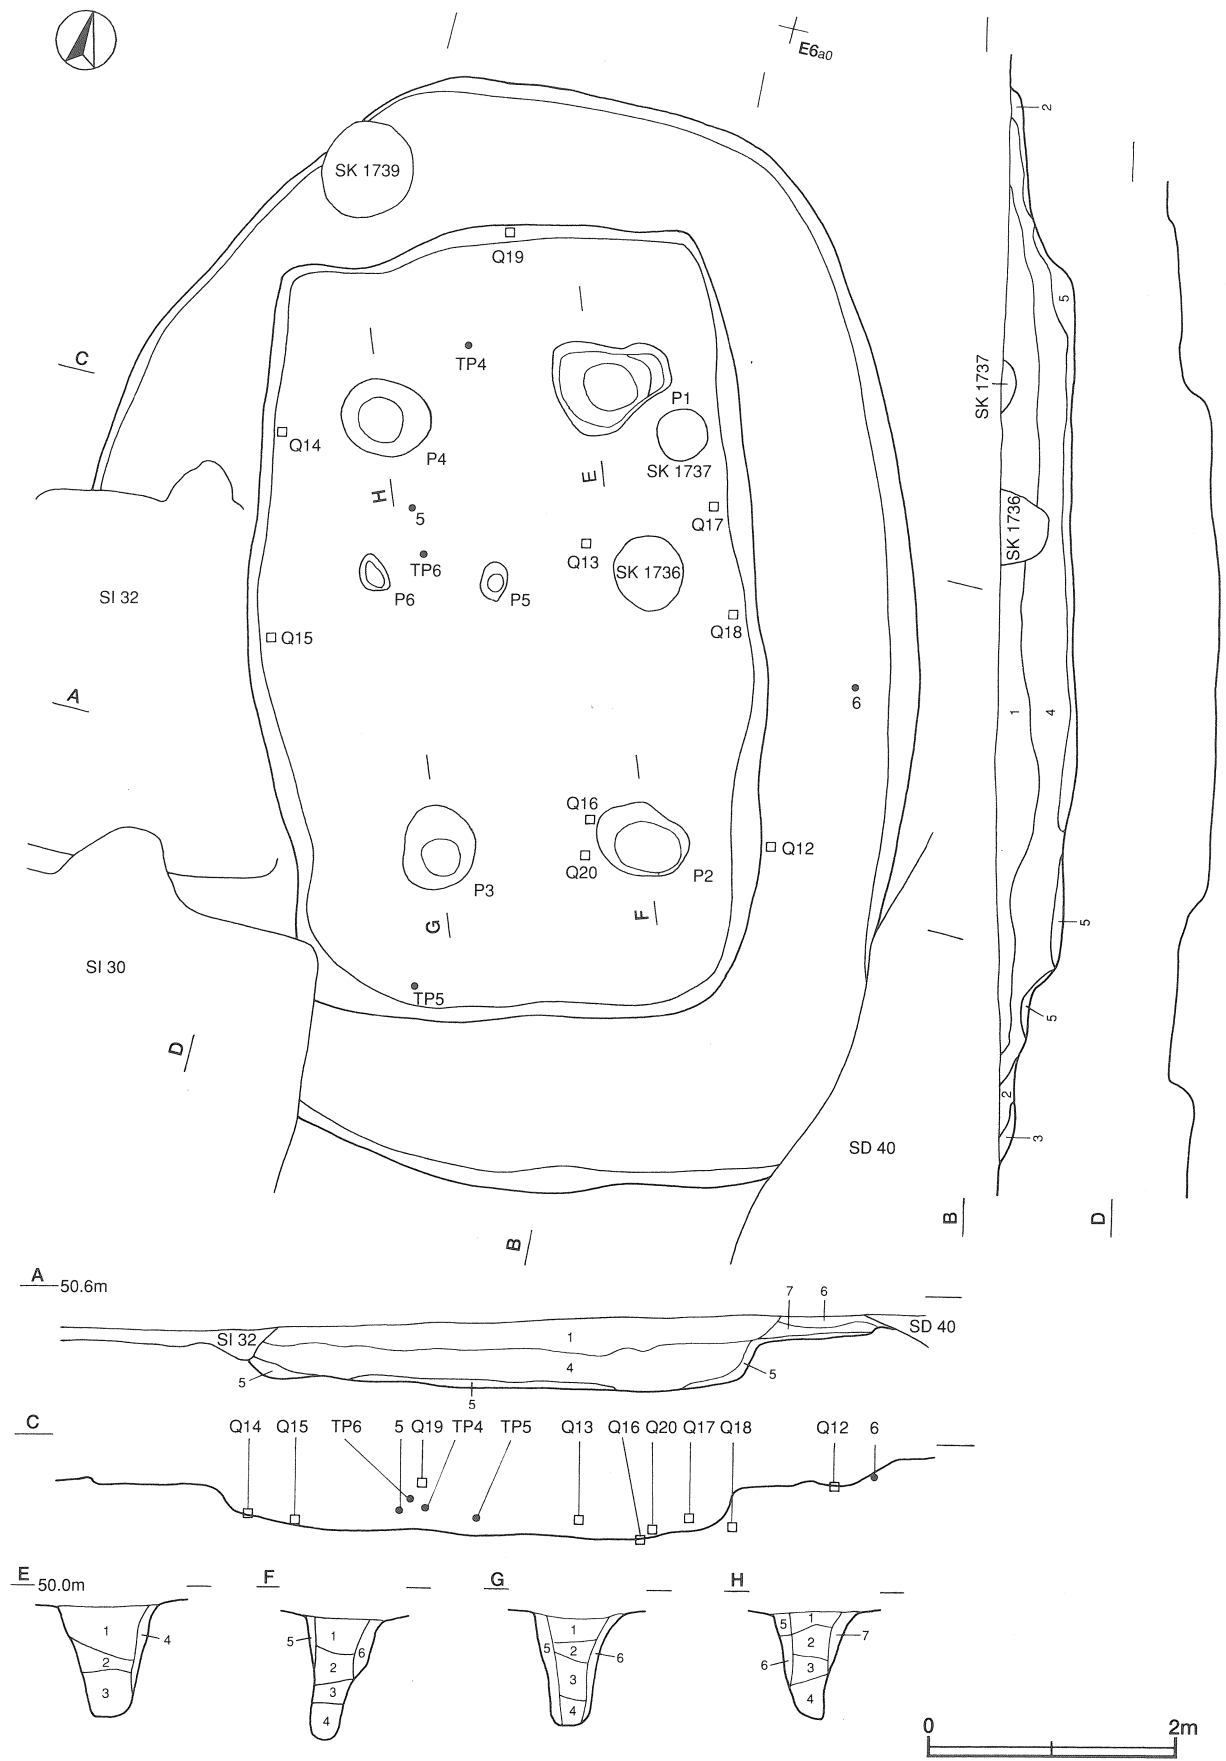 E6a0
2
SK 1739
Q19
5
C
TP4
SK 1737
P1
Q14
P4
SK 1737
E
H
5
Q17
SK 1736
Q13
TP6
SK 1736
P6
P5
SI 32
Q18
Q15
A
6
1
4
Q16
Q12
Q20
P2
P3
F
G
5
SI 30
TP5
5
D
2
3
SD 40
B
D
B
A
50.6m
7
6
SI 32
1
SD 40
4
5
5
5
C
Q14
Q15
TP6
5
Q19
TP4
TP5
Q13
Q16
Q20
Q17
Q18
Q12
6
E
50.0m
F
G
H
1
4
2
3
5
1
6
2
3
4
1
5
2
6
3
4
5
1
7
2
6
3
4
0
2m